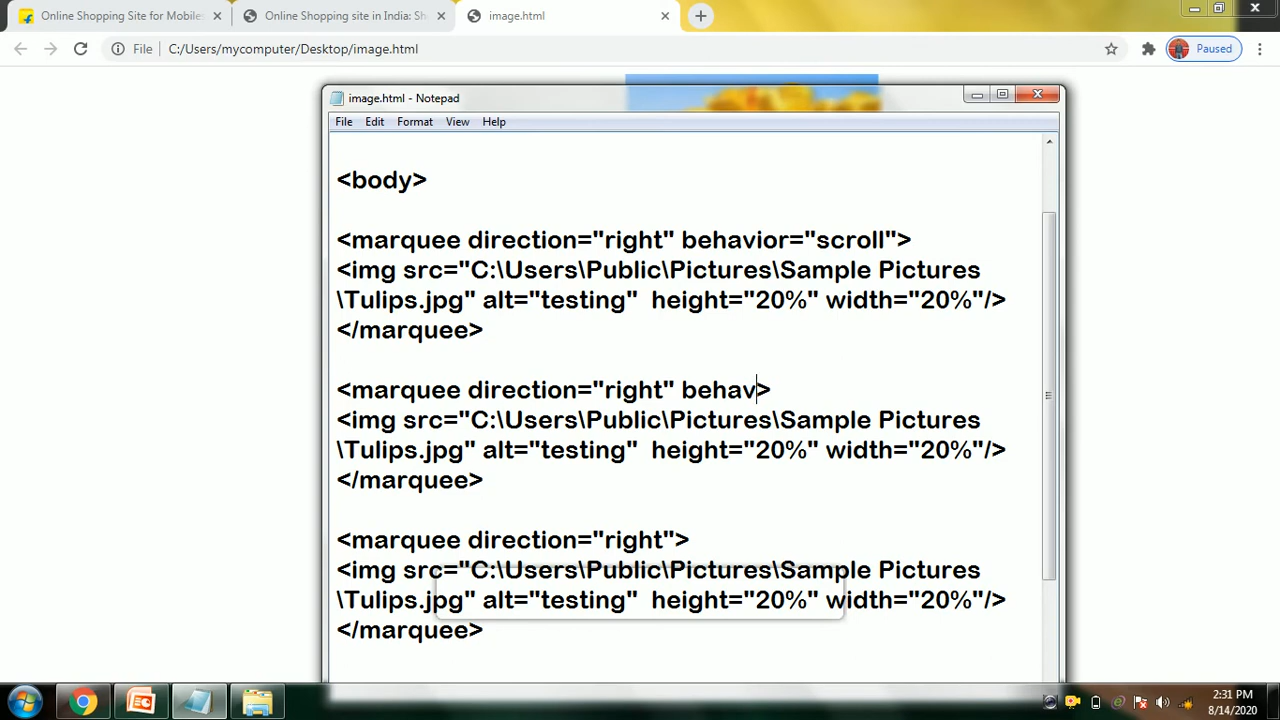 Online Shopping Site for Mobiles
Online Shopping site in India: Sh
image.html
File
C:/Users/mycomputer/Desktop/image.html
Paused
image.html - Notepad
File Edit Format View Help
<body>
<marquee direction="right" behavior="scroll">
<img src="C:\Users\Public\Pictures\Sample Pictures
\Tulips.jpg" alt="testing"  height="20%" width="20%"/>
</marquee>
<marquee direction="right" behav>
<img src="C:\Users\Public\Pictures\Sample Pictures
\Tulips.jpg" alt="testing"  height="20%" width="20%"/>
</marquee>
<marquee direction="right">
<img src="C:\Users\Public\Pictures\Sample Pictures
\Tulips.jpg" alt="testing"  height="20%" width="20%"/>
</marquee>
2:31 PM
8/14/2020